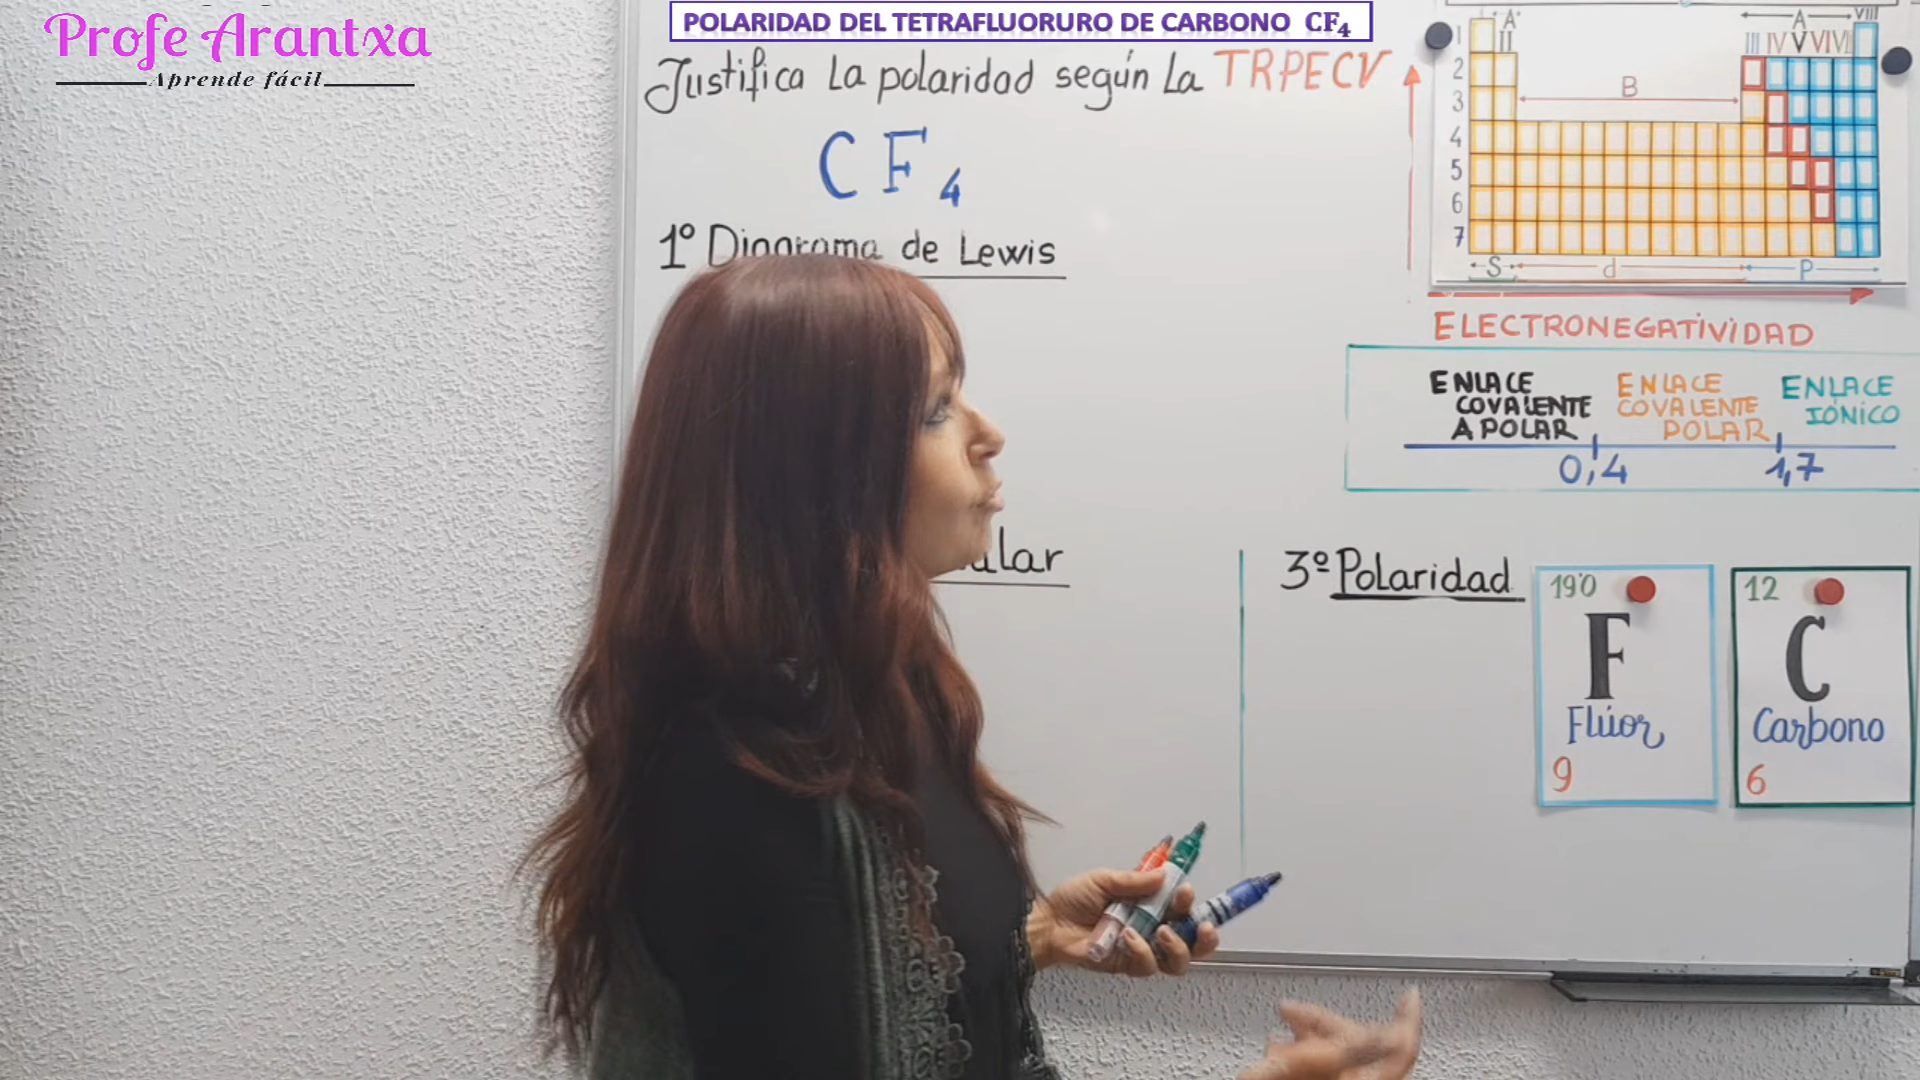 Profe Arantxa
Aprende fácil
POLARIDAD DEL TETRAFLUORURO DE CARBONO CF₄
Justifica la polaridad según la TRPECV
CF₄
1º Diagrama de Lewis
ular
3º Polaridad
A
II
A
VIII
III IV V VI VII
B
1
2
3
4
5
6
7
S
d
P
ELECTRONEGATIVIDAD
ENLACE
COVALENTE
APOLAR
ENLACE
COVALENTE
POLAR
ENLACE
IÓNICO
0,4
1,7
19'0
F
Flúor
9
12
C
Carbono
6